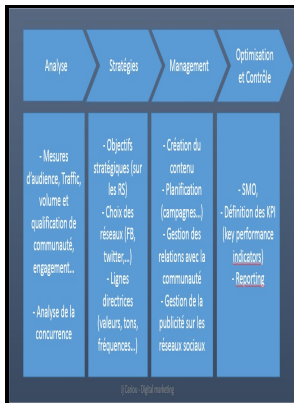 Analyse
Stratégies
Management
Optimisation
et Contrôle
- Mesures
d'audience, Traffic,
volume et
qualification de
communauté,
engagement...
- Analyse de la
concurrence
- Objectifs
stratégiques (sur
les RS)
- Choix des
réseaux (FB,
twitter,...)
- Lignes
directrices
(valeurs, tons,
fréquences...)
- Création du
contenu
- Planification
(campagnes...)
- Gestion des
relations avec la
communauté
- Gestion de la
publicité sur les
réseaux sociaux
- SMO,
- Définition des KPI
(key performance
indicators)
- Reporting
- Digital marketing